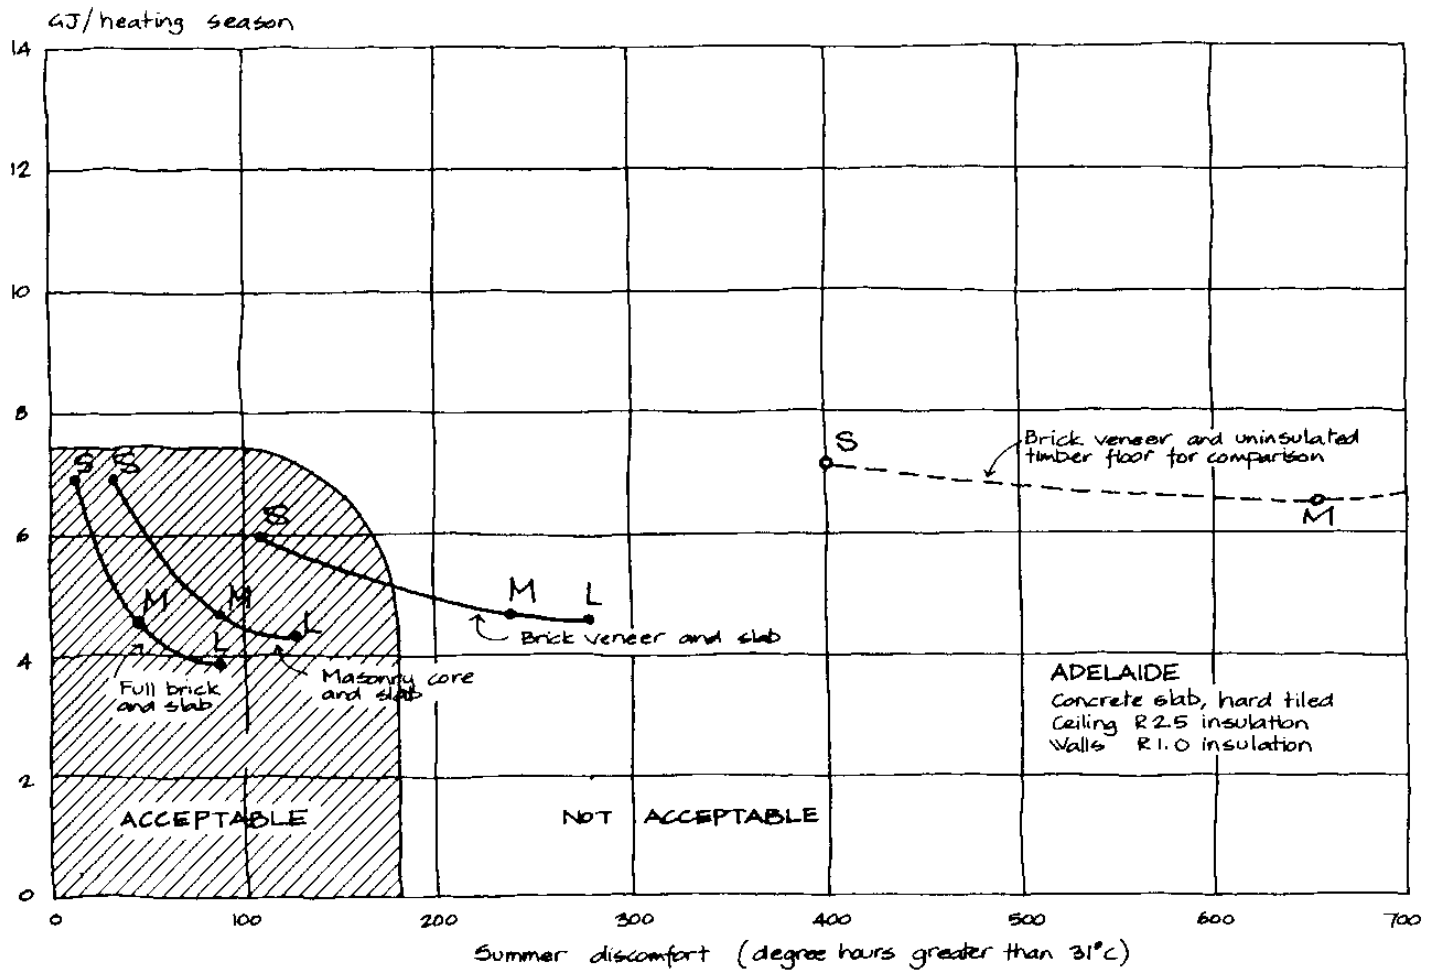 GJ/heating season
14
12
10
8
6
4
2
0
S
S
S
M
M
L
L
M
L
S
M
Brick veneer and uninsulated
timber floor for comparison
Brick veneer and slab
Masonry core
and slab
Full brick
and slab
ADELAIDE
Concrete slab, hard tiled
Ceiling R 2.5 insulation
Walls R 1.0 insulation
ACCEPTABLE
NOT ACCEPTABLE
0 100 200 300 400 500 600 700
Summer discomfort (degree hours greater than 31°C)